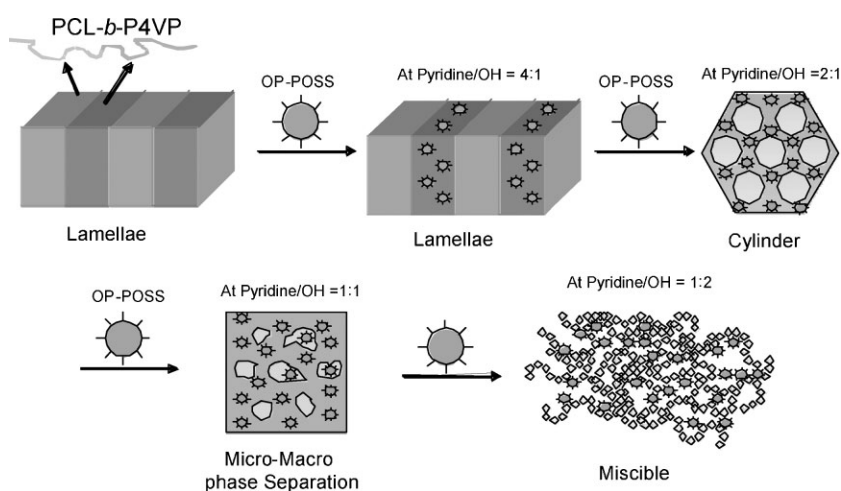 PCL-b-P4VP
OP-POSS
At Pyridine/OH = 4:1
OP-POSS
At Pyridine/OH =2:1
Lamellae
Lamellae
Cylinder
OP-POSS
At Pyridine/OH =1:1
At Pyridine/OH = 1:2
Micro-Macro
phase Separation
Miscible